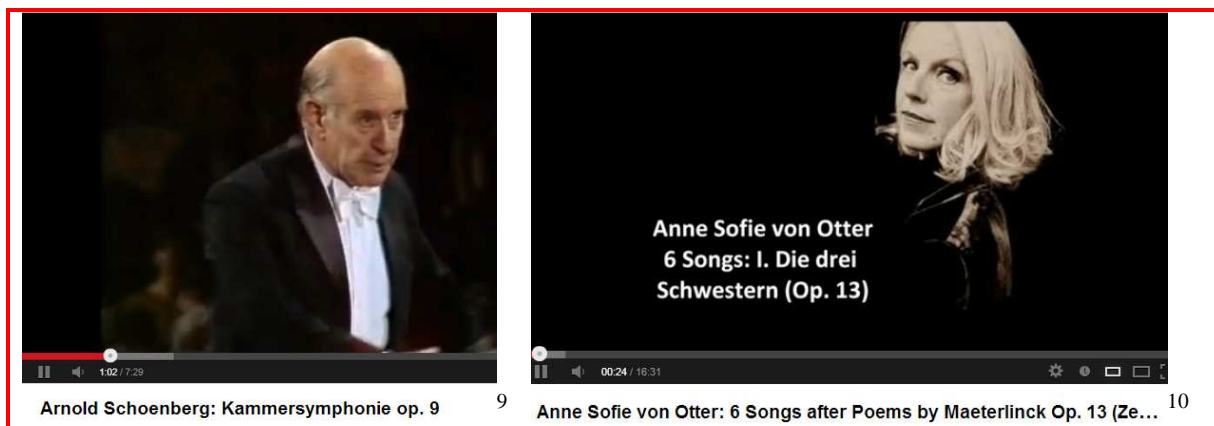 1:02 / 7:29
Arnold Schoenberg: Kammersymphonie op. 9
9
Anne Sofie von Otter
6 Songs: I. Die drei
Schwestern (Op. 13)
00:24 / 16:31
Anne Sofie von Otter: 6 Songs after Poems by Maeterlinck Op. 13 (Ze...
10